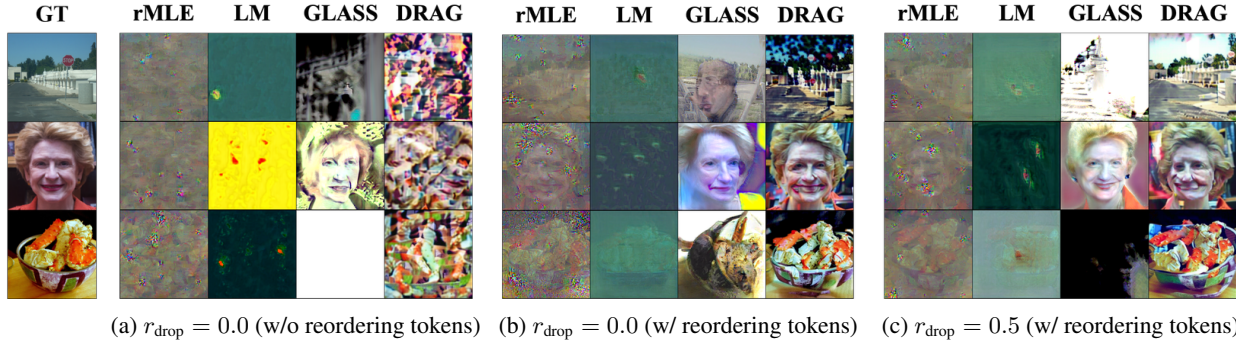 GT rMLE LM GLASS DRAG rMLE LM GLASS DRAG rMLE LM GLASS DRAG
(a) r_drop = 0.0 (w/o reordering tokens) (b) r_drop = 0.0 (w/ reordering tokens) (c) r_drop = 0.5 (w/ reordering tokens)